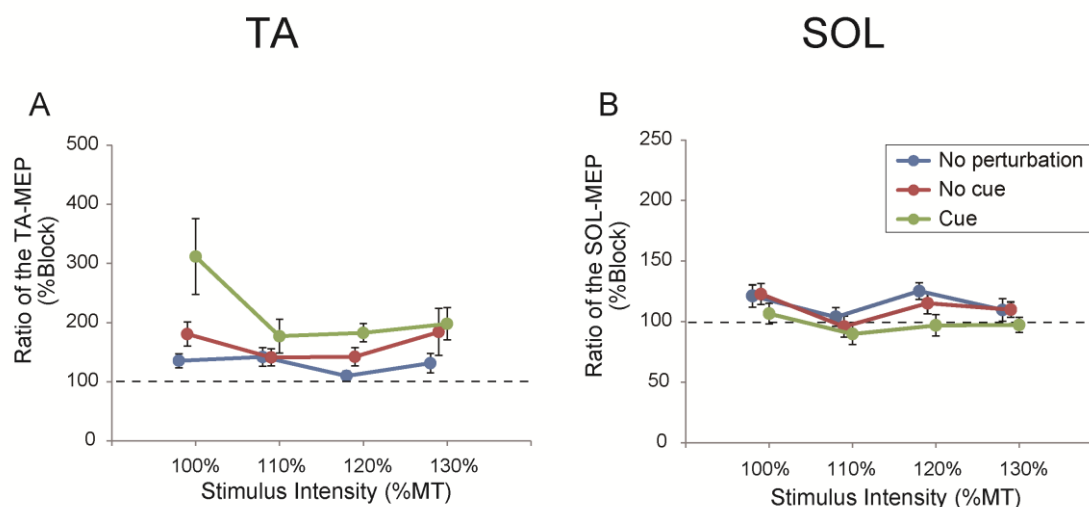 TA
SOL
A
500
400
300
200
100
0
Ratio of the TA-MEP
(%Block)
100%
110%
120%
130%
Stimulus Intensity (%MT)
B
250
200
150
100
50
0
Ratio of the SOL-MEP
(%Block)
No perturbation
No cue
Cue
100%
110%
120%
130%
Stimulus Intensity (%MT)